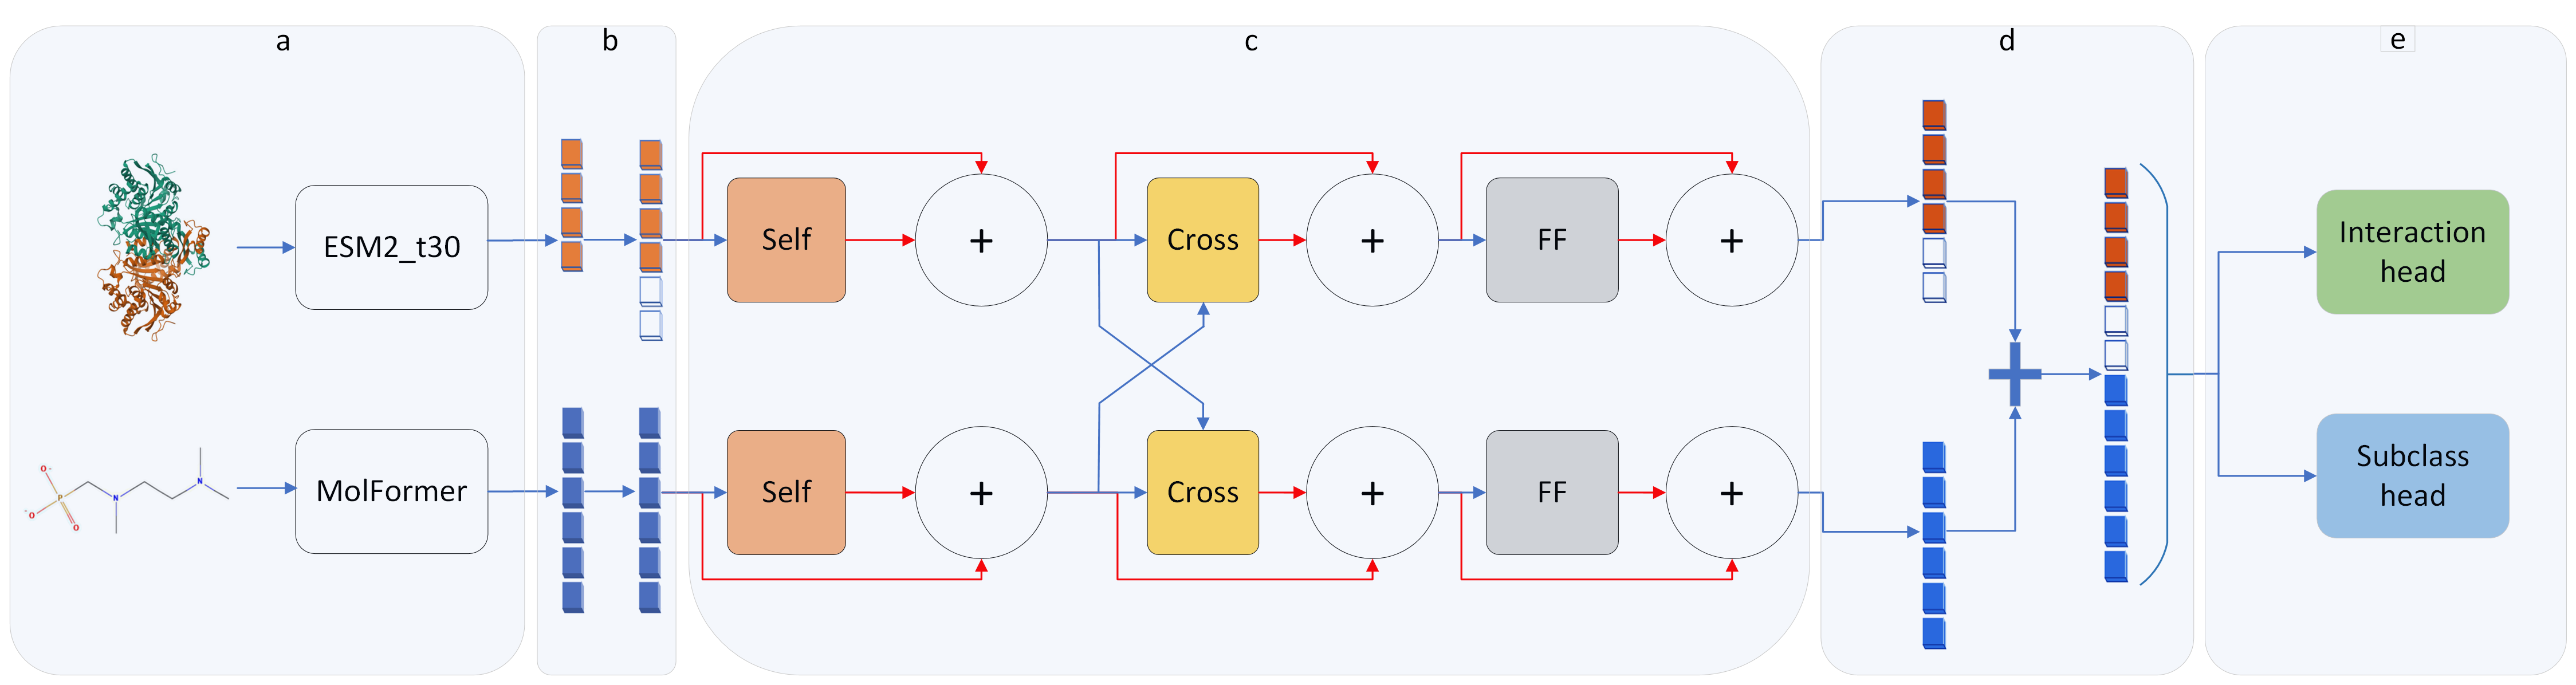 a
b
c
d
e
ESM2_t30
Self
+
Cross
+
FF
+
Interaction
head
MolFormer
Self
+
Cross
+
FF
+
Subclass
head
O
-
O
-
P
O
N
N